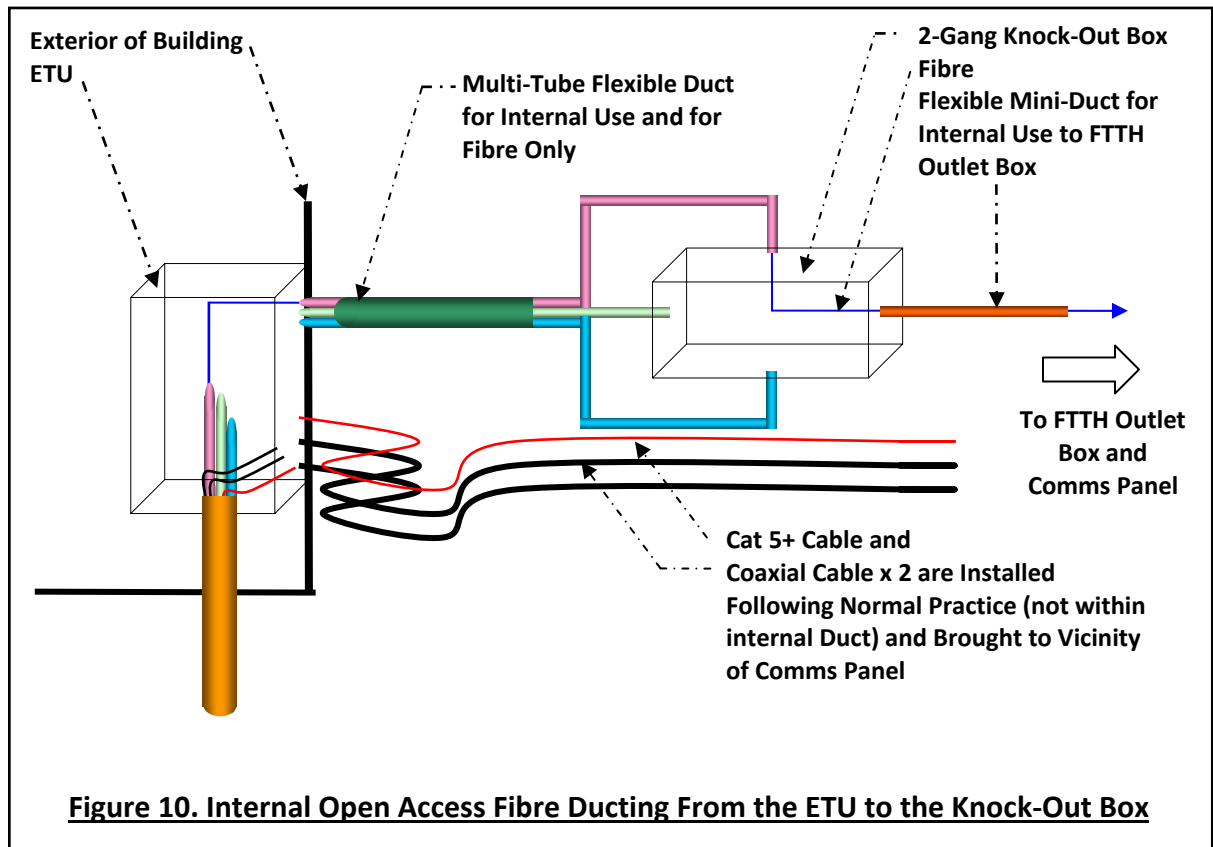 Exterior of Building
ETU
Multi-Tube Flexible Duct
for Internal Use and for
Fibre Only
2-Gang Knock-Out Box
Fibre
Flexible Mini-Duct for
Internal Use to FTTH
Outlet Box
To FTTH Outlet
Box and
Comms Panel
Cat 5+ Cable and
Coaxial Cable x 2 are Installed
Following Normal Practice (not within
internal Duct) and Brought to Vicinity
of Comms Panel
Figure 10. Internal Open Access Fibre Ducting From the ETU to the Knock-Out Box